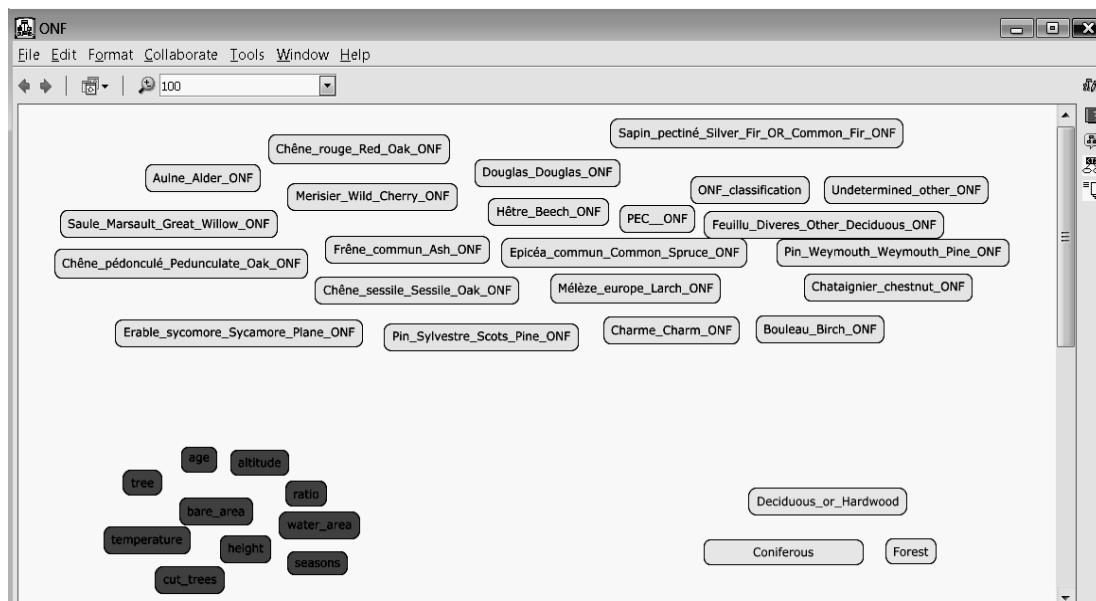 ONF
File Edit Format Collaborate Tools Window Help
100
Sapin_pectiné_Silver_Fir_OR_Common_Fir_ONF
Chêne_rouge_Red_Oak_ONF
Douglas_Douglas_ONF
Aulne_Alder_ONF
Merisier_Wild_Cherry_ONF
ONF_classification
Undetermined_other_ONF
Hêtre_Beech_ONF
PEC__ONF
Saule_Marsault_Great_Willow_ONF
Feuillu_Diveres_Other_Deciduous_ONF
Frêne_commun_Ash_ONF
Epicéa_commun_Common_Spruce_ONF
Pin_Weymouth_Weymouth_Pine_ONF
Chêne_pédonculé_Pedunculate_Oak_ONF
Chêne_sessile_Sessile_Oak_ONF
Mélèze_europe_Larch_ONF
Chataignier_chestnut_ONF
Erable_sycomore_Sycamore_Plane_ONF
Pin_Sylvestre_Scots_Pine_ONF
Charme_Charm_ONF
Bouleau_Birch_ONF
age
altitude
tree
ratio
bare_area
water_area
temperature
height
seasons
cut_trees
Deciduous_or_Hardwood
Coniferous
Forest